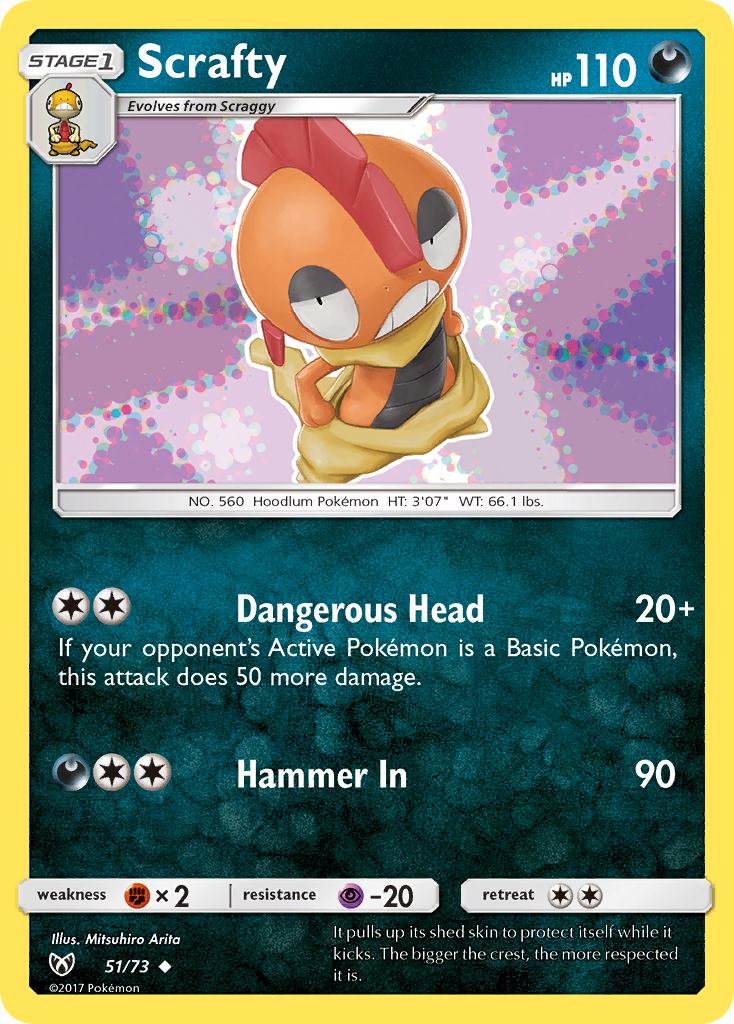 STAGE1
Scrafty
HP 110
Evolves from Scraggy
NO. 560 Hoodlum Pokémon HT: 3'07" WT: 66.1 lbs.
Dangerous Head 20+
If your opponent's Active Pokémon is a Basic Pokémon,
this attack does 50 more damage.
Hammer In 90
weakness × 2 resistance -20 retreat
Illus. Mitsuhiro Arita
51/73
©2017 Pokémon
It pulls up its shed skin to protect itself while it
kicks. The bigger the crest, the more respected
it is.